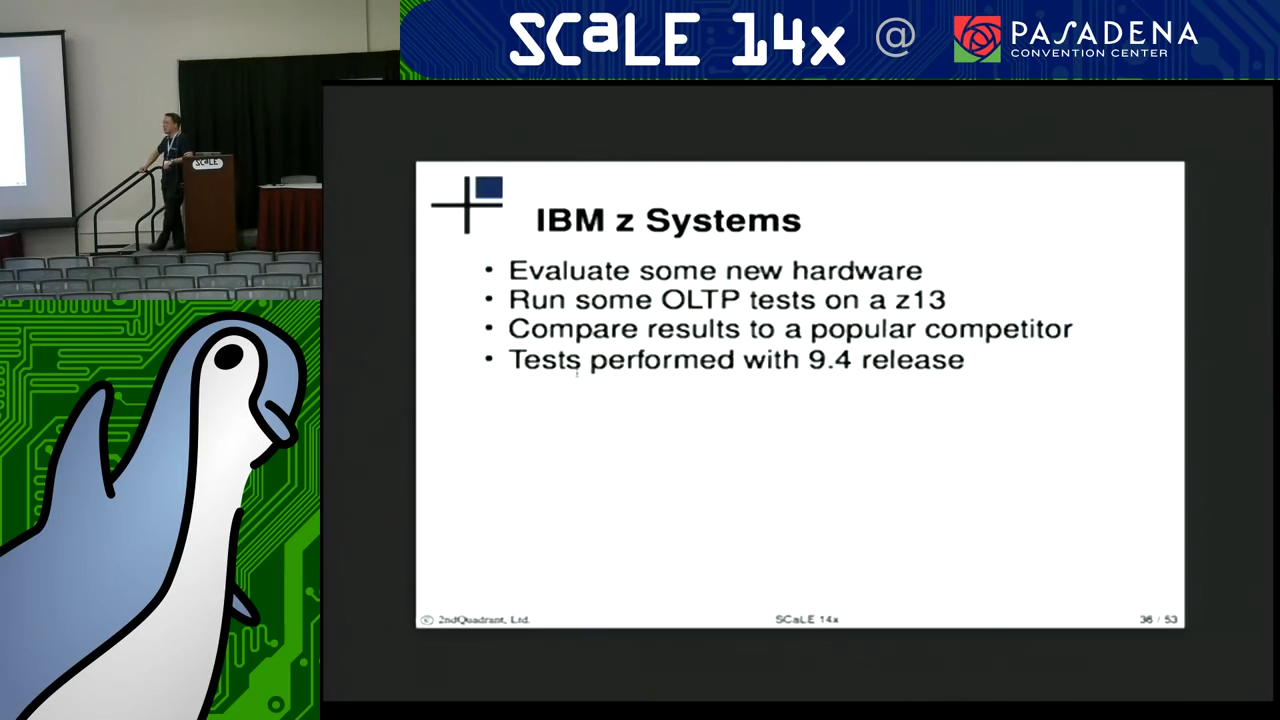 SCaLE 14x @ PASADENA
CONVENTION CENTER
SCaLE
IBM z Systems
• Evaluate some new hardware
• Run some OLTP tests on a z13
• Compare results to a popular competitor
• Tests performed with 9.4 release
© 2ndQuadrant, Ltd. SCaLE 14x 36 / 53